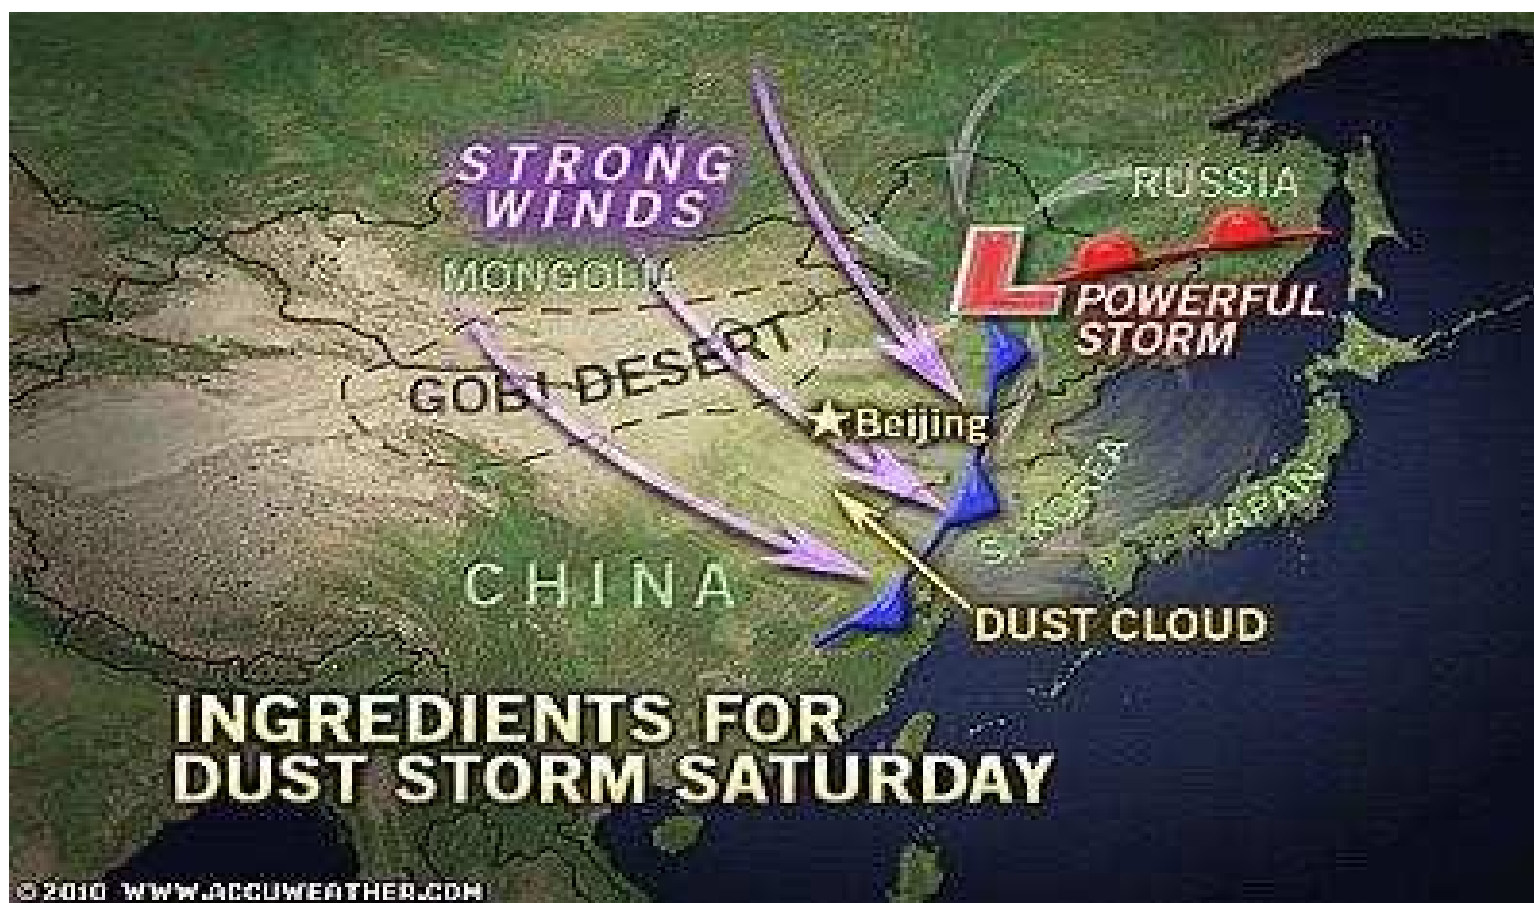 STRONG
WINDS
RUSSIA
MONGOLIA
L
POWERFUL
STORM
GOBI DESERT
Beijing
S. KOREA
JAPAN
CHINA
DUST CLOUD
INGREDIENTS FOR
DUST STORM SATURDAY
© 2010 WWW.ACCUWEATHER.COM